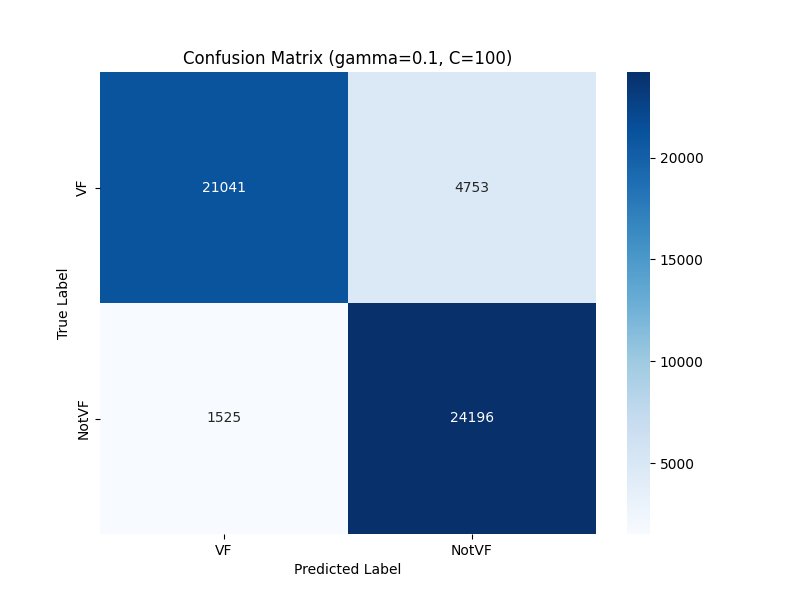 Confusion Matrix (gamma=0.1, C=100)
True Label
VF
NotVF
21041
4753
1525
24196
VF
NotVF
Predicted Label
20000
15000
10000
5000